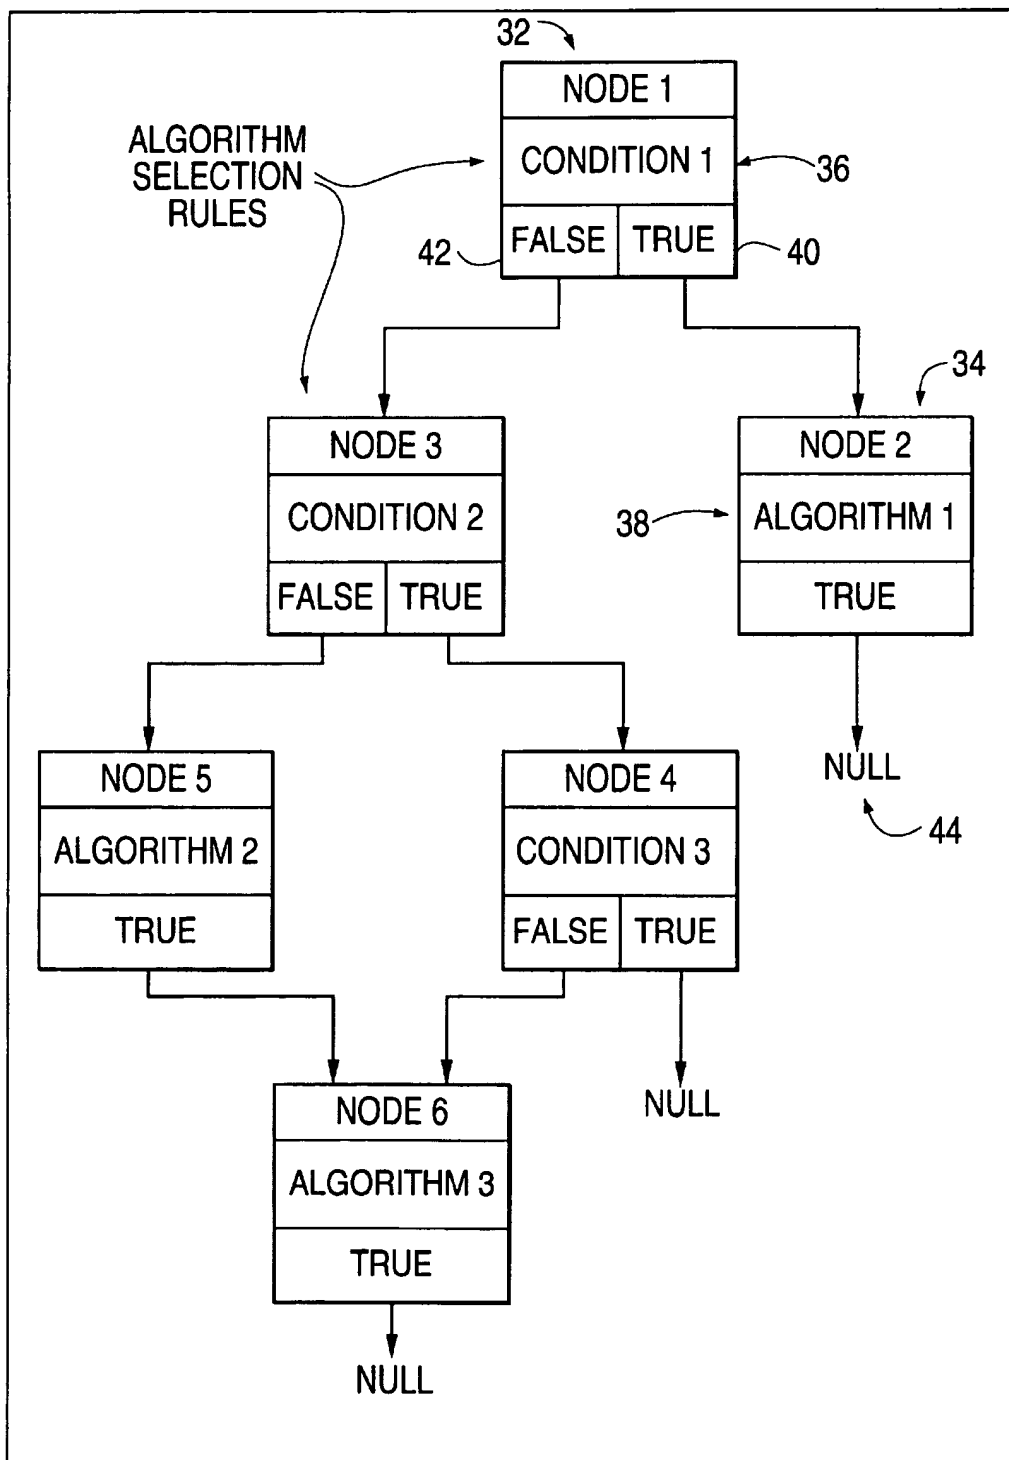 32
NODE 1
CONDITION 1
36
FALSE
TRUE
42
40
ALGORITHM
SELECTION
RULES
34
NODE 3
CONDITION 2
FALSE
TRUE
NODE 2
38
ALGORITHM 1
TRUE
NULL
44
NODE 5
ALGORITHM 2
TRUE
NODE 4
CONDITION 3
FALSE
TRUE
NULL
NODE 6
ALGORITHM 3
TRUE
NULL